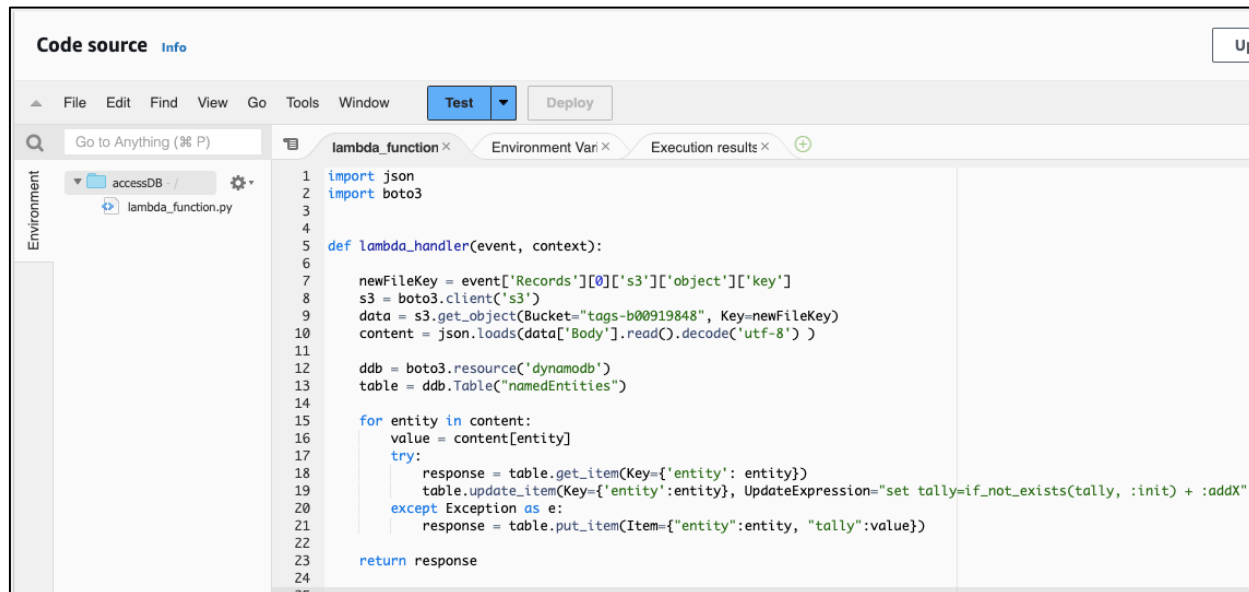 Code source Info
Up
File Edit Find View Go Tools Window Test Deploy
Go to Anything (⌘ P)
lambda_function × Environment Vari × Execution results ×
Environment
accessDB - /
lambda_function.py
1 import json
2 import boto3
3
4
5 def lambda_handler(event, context):
6
7 newFileKey = event['Records'][0]['s3']['object']['key']
8 s3 = boto3.client('s3')
9 data = s3.get_object(Bucket="tags-b00919848", Key=newFileKey)
10 content = json.loads(data['Body'].read().decode('utf-8') )
11
12 ddb = boto3.resource('dynamodb')
13 table = ddb.Table("namedEntities")
14
15 for entity in content:
16 value = content[entity]
17 try:
18 response = table.get_item(Key={'entity': entity})
19 table.update_item(Key={'entity':entity}, UpdateExpression="set tally=if_not_exists(tally, :init) + :addX"
20 except Exception as e:
21 response = table.put_item(Item={"entity":entity, "tally":value})
22
23 return response
24